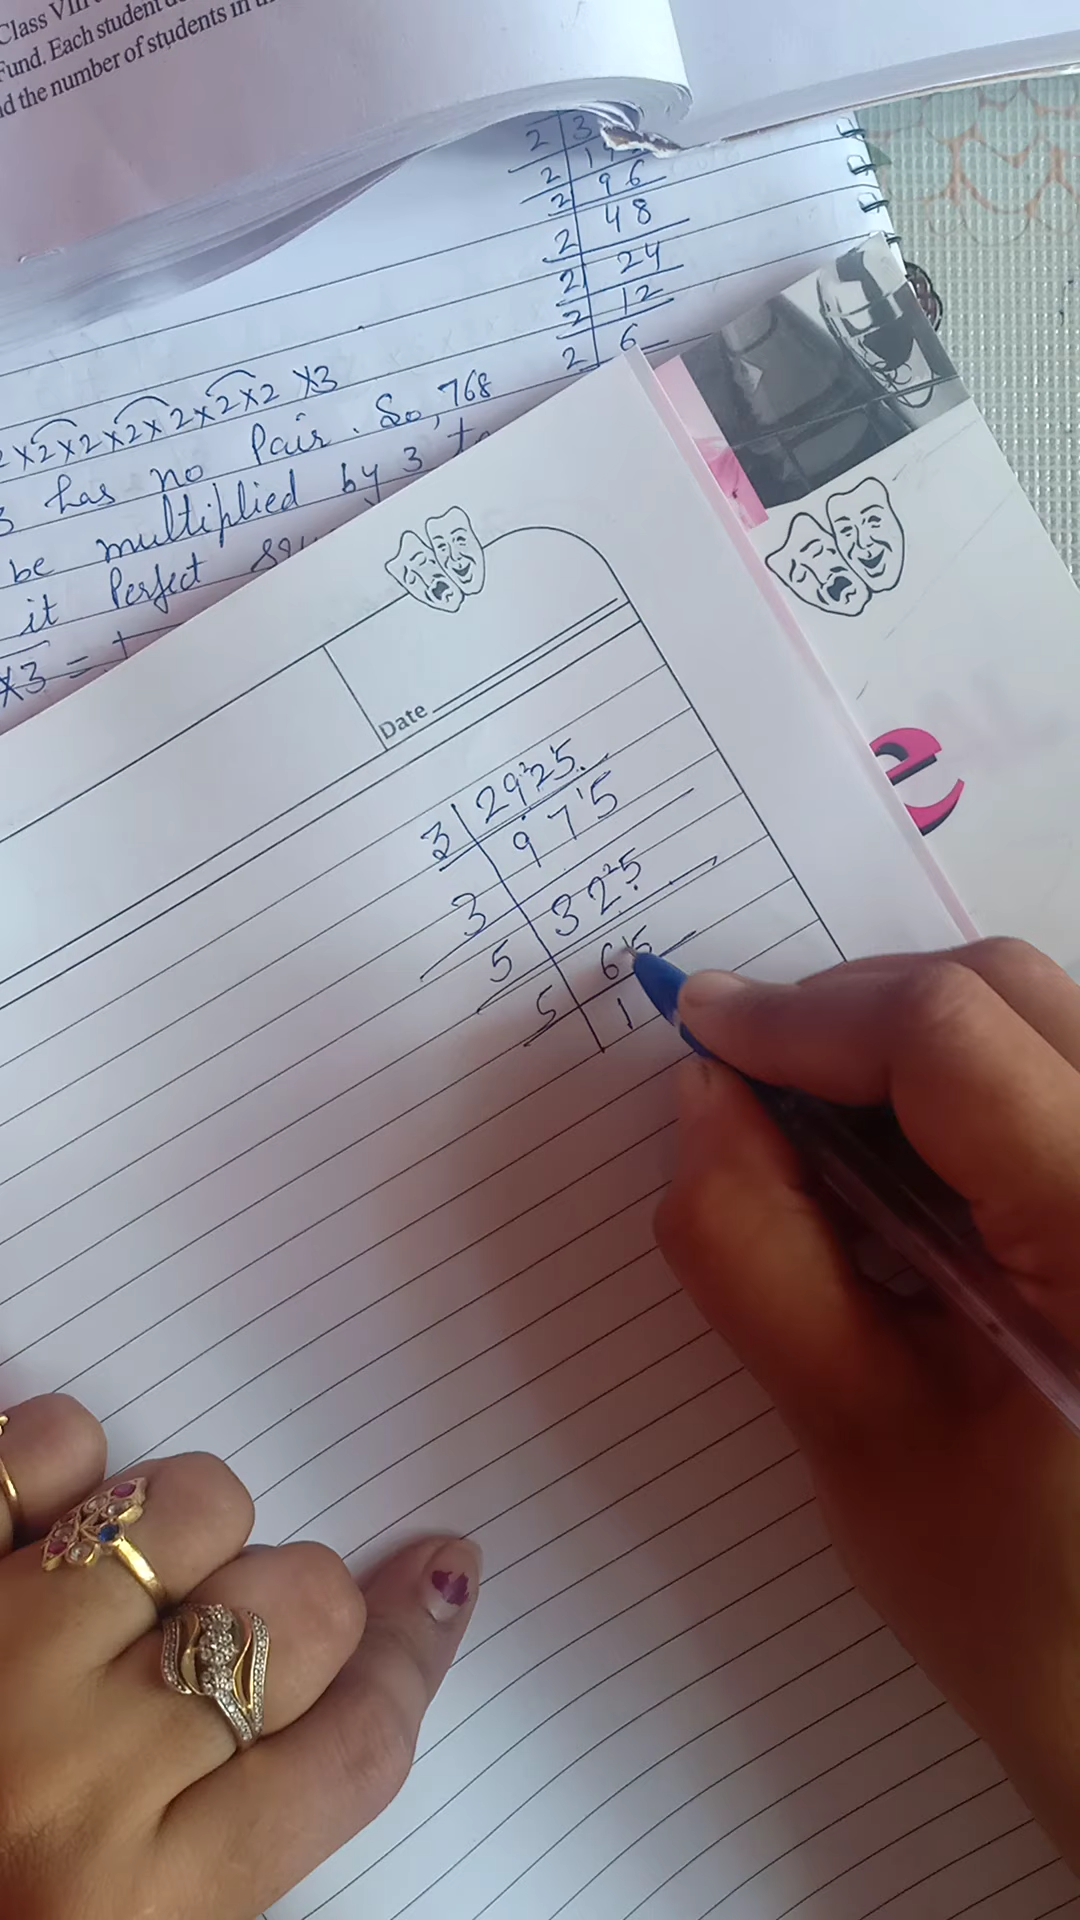 Class VIII
Fund. Each student
the number of students in
2 3
2 1
2 96
2 48
2 24
2 12
2 6
×2×2×2×2×2×2×2 ×3
3 has no Pair. So, 768
be multiplied by 3
it Perfect
×3 =
Date
3 2925
3 975
5 325
5 65
1
e